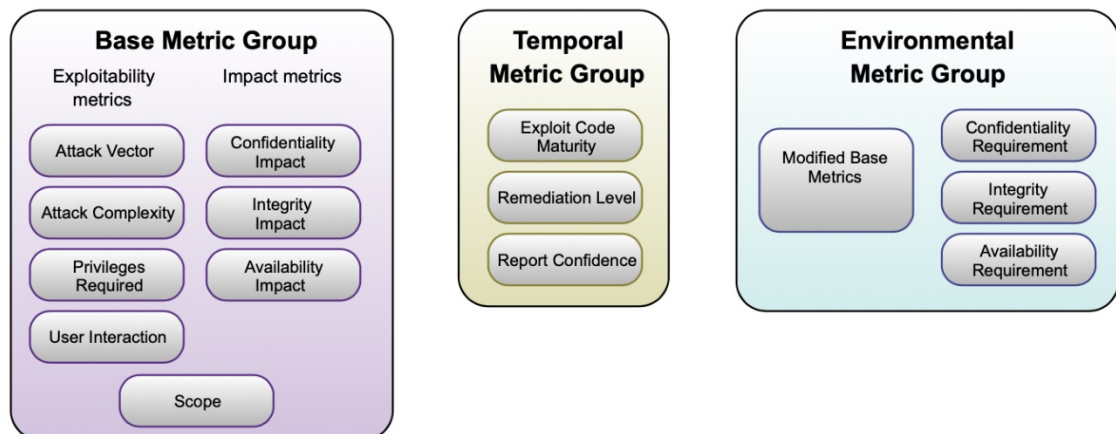 Base Metric Group
Exploitability
metrics
Impact metrics
Attack Vector
Confidentiality
Impact
Attack Complexity
Integrity
Impact
Privileges
Required
Availability
Impact
User Interaction
Scope
Temporal
Metric Group
Exploit Code
Maturity
Remediation Level
Report Confidence
Environmental
Metric Group
Modified Base
Metrics
Confidentiality
Requirement
Integrity
Requirement
Availability
Requirement